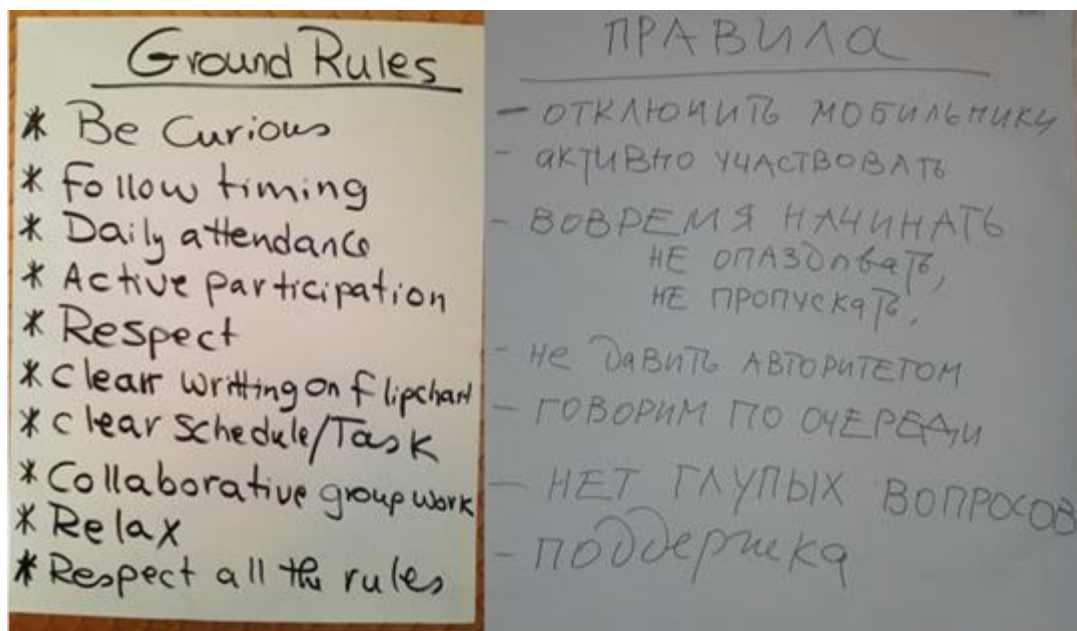 Ground Rules
* Be Curious
* Follow timing
* Daily attendance
* Active participation
* Respect
* Clear writting on flipchart
* Clear Schedule/Task
* Collaborative group work
* Relax
* Respect all the rules
ПРАВИЛА
- ОТКЛЮЧИТЬ МОБИЛЬНИКИ
- активно участвовать
- ВОВРЕМЯ НАЧИНАТЬ
НЕ ОПАЗДЫВАТЬ,
НЕ ПРОПУСКАТЬ.
- Не давить АВТОРИТЕТОМ
- ГОВОРИМ ПО ОЧЕРЕДИ
- НЕТ ГЛУПЫХ ВОПРОСОВ
- поддержка